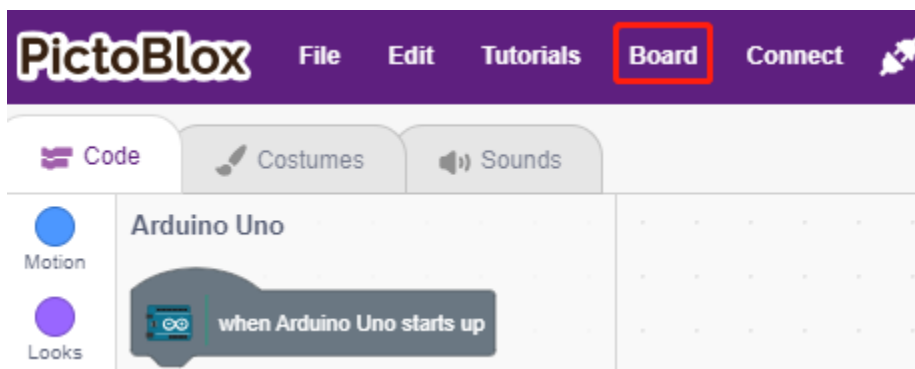 PictoBlox File Edit Tutorials Board Connect
Code Costumes Sounds
Arduino Uno
Motion
when Arduino Uno starts up
Looks